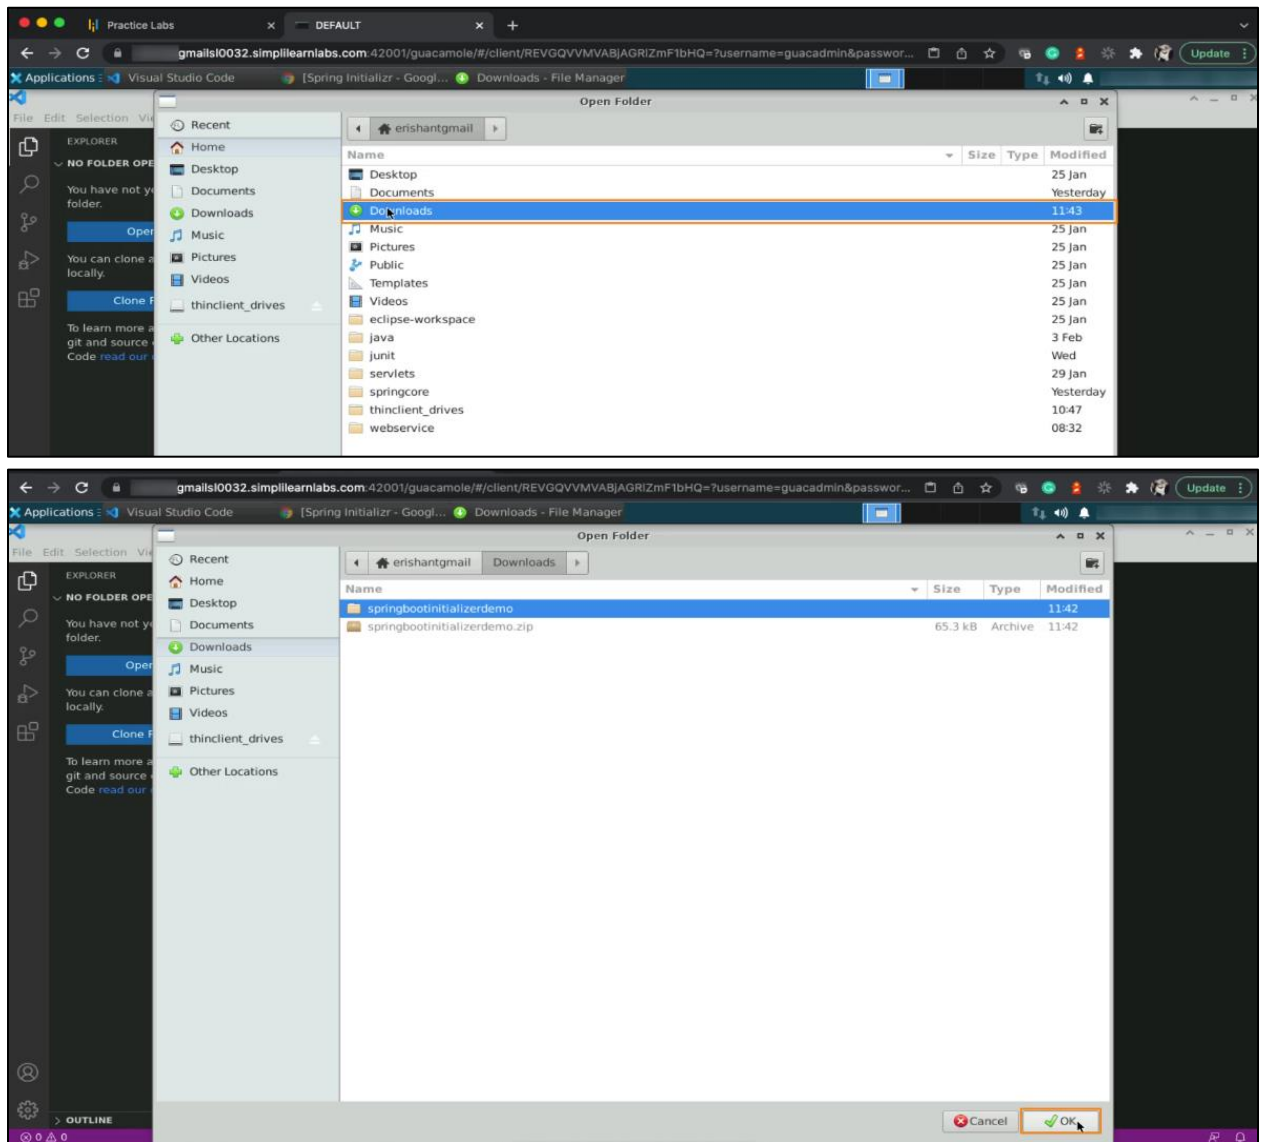 Practice Labs × DEFAULT × +
gmailsl0032.simplilearnlabs.com:42001/guacamole/#/client/REVGQVVMVABjAGRlZmF1bHQ=?username=guacadmin&passwor... Update
Applications Visual Studio Code [Spring Initializr - Googl... Downloads - File Manager
Open Folder
File Edit Selection Vi
EXPLORER
NO FOLDER OPE
You have not y
folder.
Open
You can clone a
locally.
Clone
To learn more a
git and source
Code read our
Recent
Home
Desktop
Documents
Downloads
Music
Pictures
Videos
thinclient_drives
Other Locations
erishantgmail
Name Size Type Modified
Desktop 25 Jan
Documents Yesterday
Downloads 11:43
Music 25 Jan
Pictures 25 Jan
Public 25 Jan
Templates 25 Jan
Videos 25 Jan
eclipse-workspace 25 Jan
java 3 Feb
junit Wed
servlets 29 Jan
springcore Yesterday
thinclient_drives 10:47
webservice 08:32
gmailsl0032.simplilearnlabs.com:42001/guacamole/#/client/REVGQVVMVABjAGRlZmF1bHQ=?username=guacadmin&passwor... Update
Applications Visual Studio Code [Spring Initializr - Googl... Downloads - File Manager
Open Folder
File Edit Selection Vi
EXPLORER
NO FOLDER OPE
You have not y
folder.
Open
You can clone a
locally.
Clone
To learn more a
git and source
Code read our
OUTLINE
0 0
Recent
Home
Desktop
Documents
Downloads
Music
Pictures
Videos
thinclient_drives
Other Locations
erishantgmail Downloads
Name Size Type Modified
springbootinitializerdemo 11:42
springbootinitializerdemo.zip 65.3 kB Archive 11:42
Cancel OK